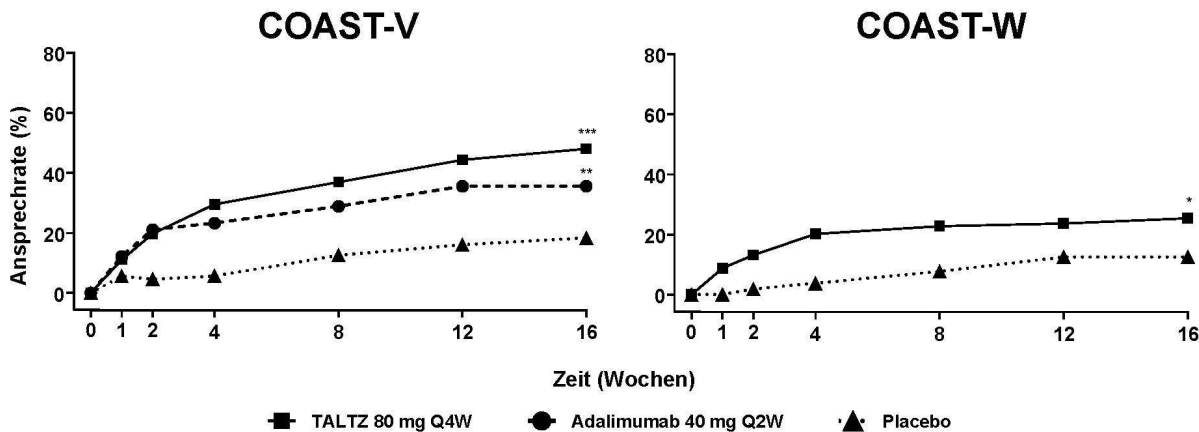 COAST-V
COAST-W
Ansprechrate (%)
80
60
40
20
0
***
**
0 1 2 4 8 12 16
80
60
40
20
0
*
0 1 2 4 8 12 16
Zeit (Wochen)
TALTZ 80 mg Q4W Adalimumab 40 mg Q2W Placebo